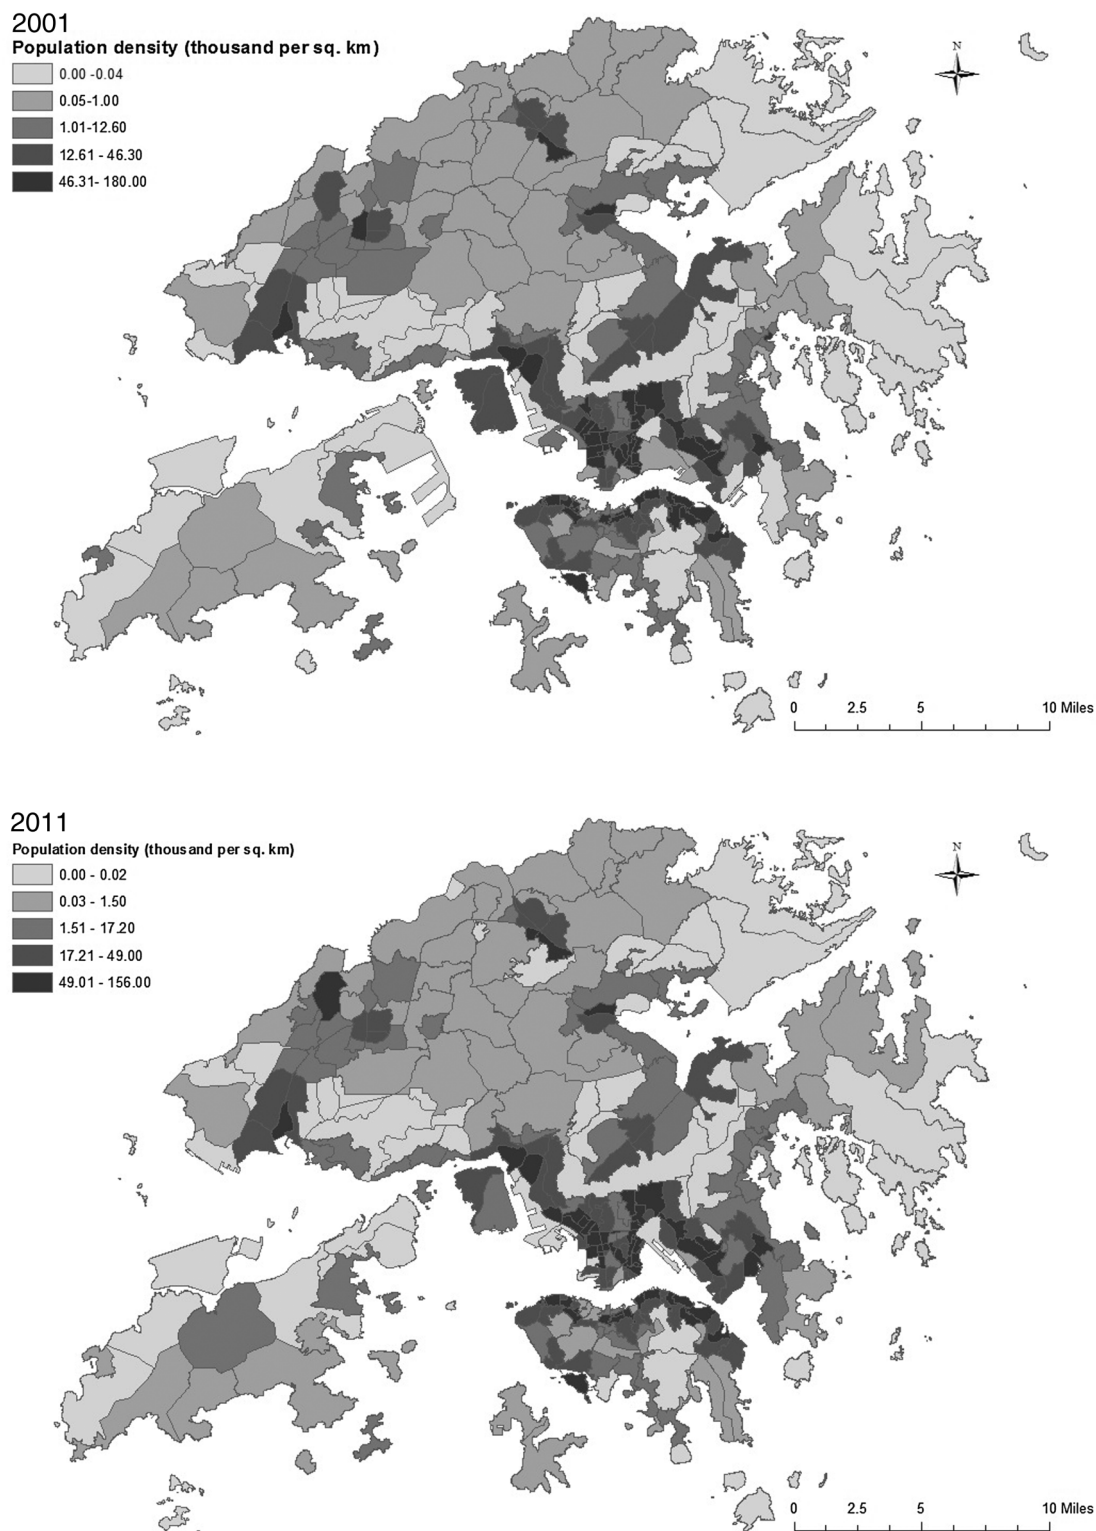 2001
Population density (thousand per sq. km)
0.00 -0.04
0.05-1.00
1.01-12.60
12.61 - 46.30
46.31- 180.00
N
0 2.5 5 10 Miles
2011
Population density (thousand per sq. km)
0.00 - 0.02
0.03 - 1.50
1.51 - 17.20
17.21 - 49.00
49.01 - 156.00
N
0 2.5 5 10 Miles